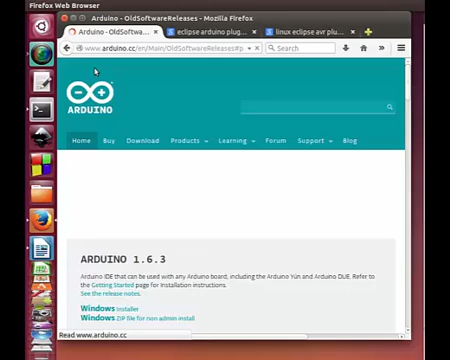 Firefox Web Browser
Arduino - OldSoftwareReleases - Mozilla Firefox
Arduino - OldSoftwa... eclipse arduino plug... linux eclipse avr plu...
www.arduino.cc/en/Main/OldSoftwareReleases#p Search
ARDUINO
Home Buy Download Products Learning Forum Support Blog
ARDUINO 1.6.3
Arduino IDE that can be used with any Arduino board, including the Arduino Yún and Arduino DUE. Refer to
the Getting Started page for Installation instructions.
See the release notes.
Windows Installer
Windows ZIP file for non admin install
Read www.arduino.cc